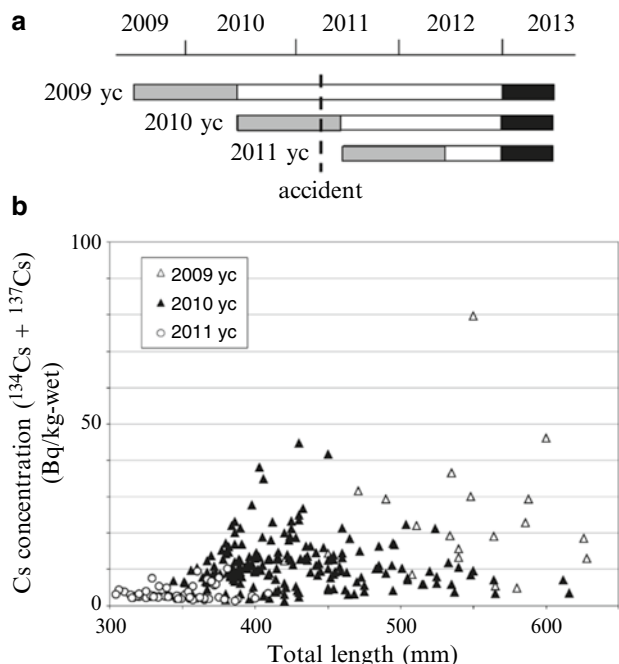 a
2009 2010 2011 2012 2013
2009 yc
2010 yc
2011 yc
accident
b
100
50
0
Cs concentration (¹³⁴Cs + ¹³⁷Cs)
(Bq/kg-wet)
2009 yc
2010 yc
2011 yc
300 400 500 600
Total length (mm)